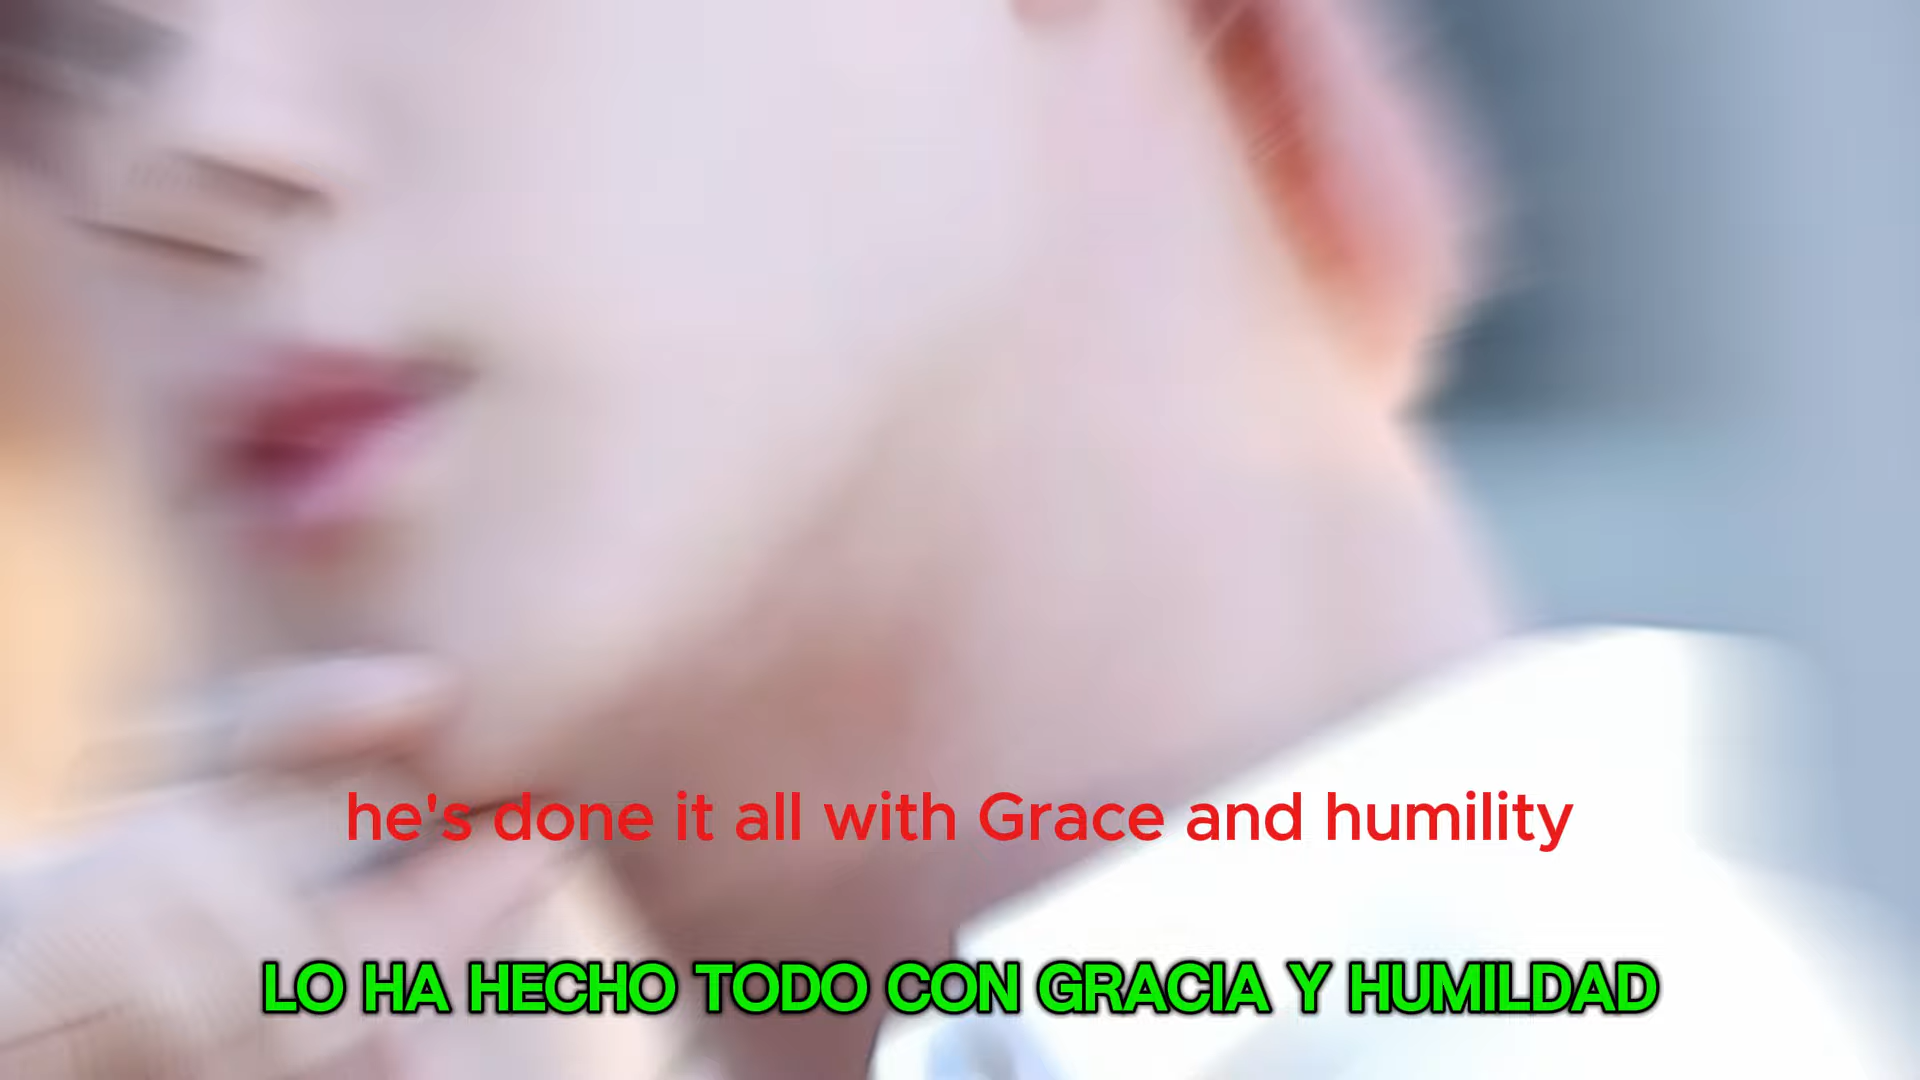 he's done it all with Grace and humility
LO HA HECHO TODO CON GRACIA Y HUMILDAD